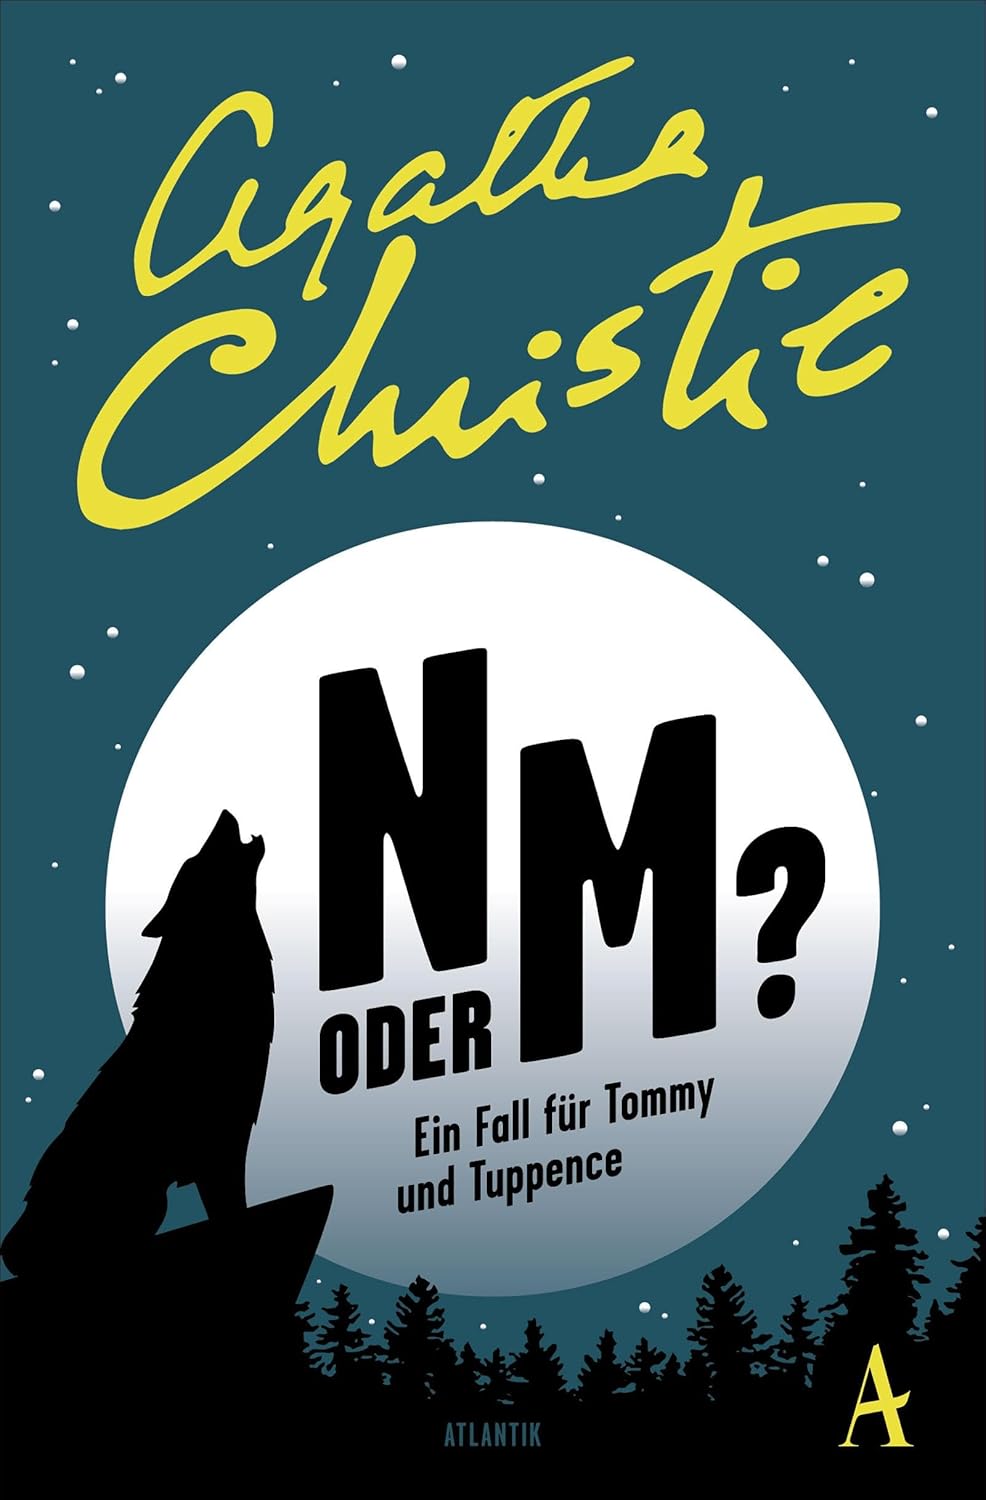 Agatha
Christie
N
ODER M?
Ein Fall für Tommy
und Tuppence
ATLANTIK
A